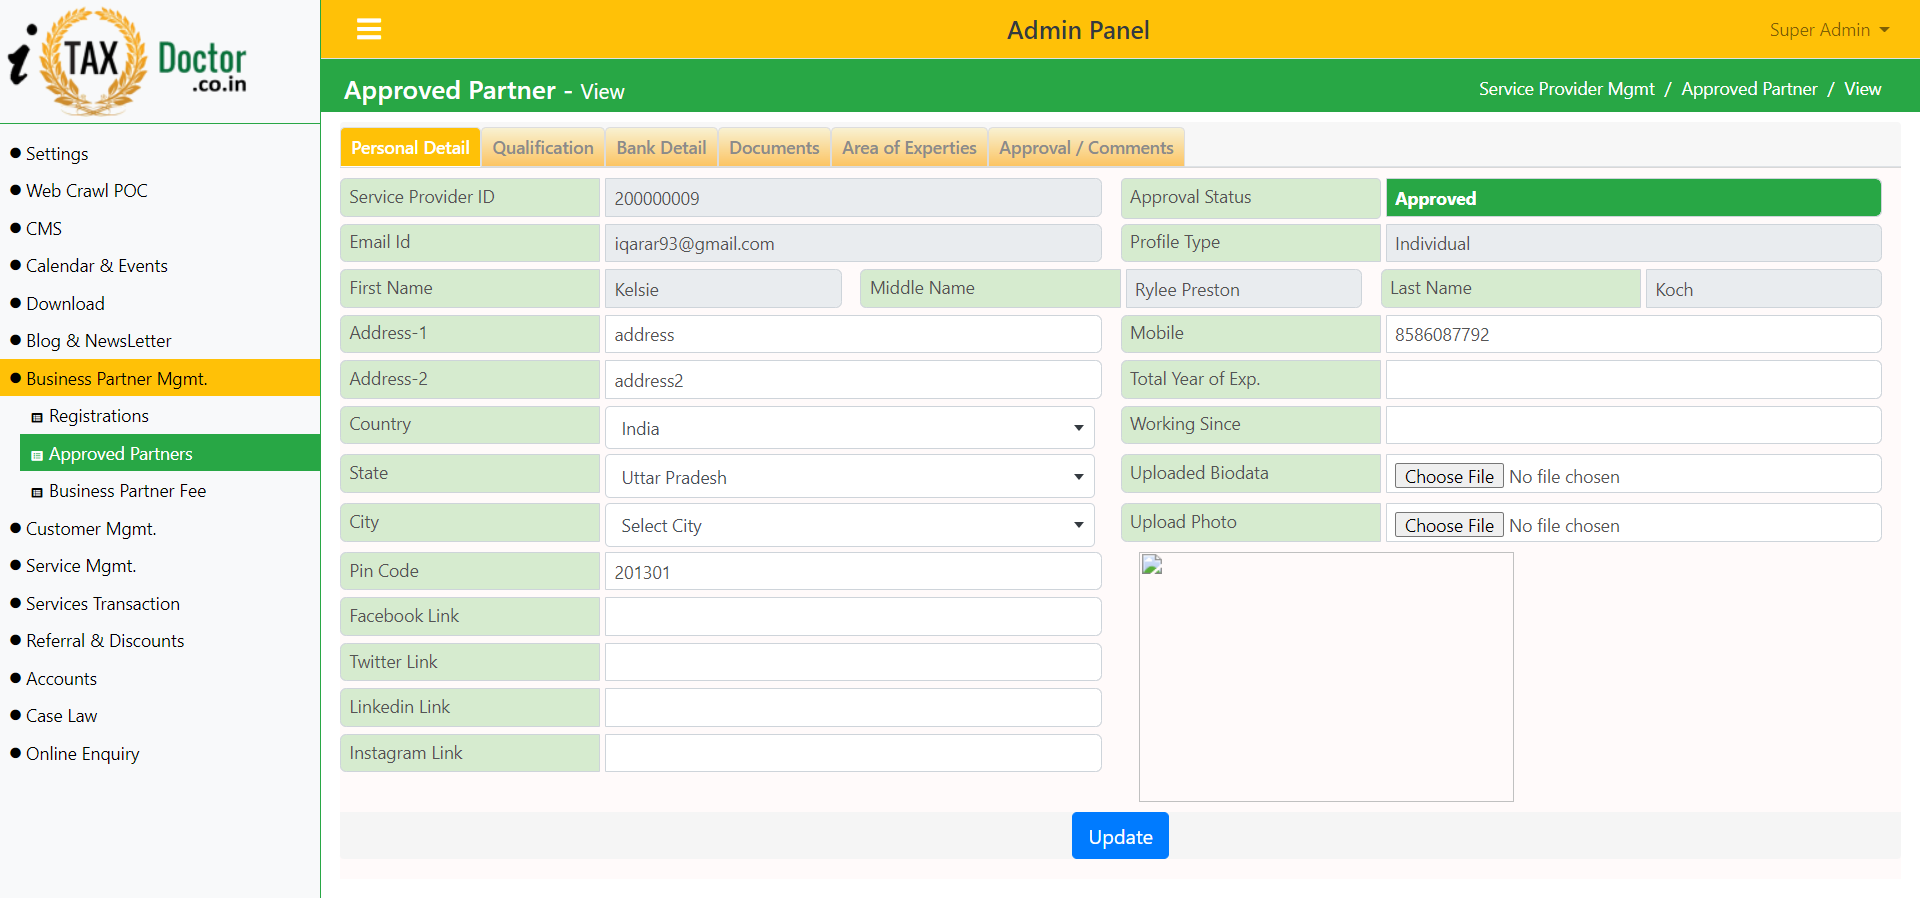 i TAX Doctor
.co.in
Admin Panel
Super Admin
Approved Partner - View
Service Provider Mgmt / Approved Partner / View
Settings
Web Crawl POC
CMS
Calendar & Events
Download
Blog & NewsLetter
Business Partner Mgmt.
Registrations
Approved Partners
Business Partner Fee
Customer Mgmt.
Service Mgmt.
Services Transaction
Referral & Discounts
Accounts
Case Law
Online Enquiry
Personal Detail Qualification Bank Detail Documents Area of Experties Approval / Comments
Service Provider ID 200000009 Approval Status Approved
Email Id iqarar93@gmail.com Profile Type Individual
First Name Kelsie Middle Name Rylee Preston Last Name Koch
Address-1 address Mobile 8586087792
Address-2 address2 Total Year of Exp.
Country India Working Since
State Uttar Pradesh Uploaded Biodata Choose File No file chosen
City Select City Upload Photo Choose File No file chosen
Pin Code 201301
Facebook Link
Twitter Link
Linkedin Link
Instagram Link
Update